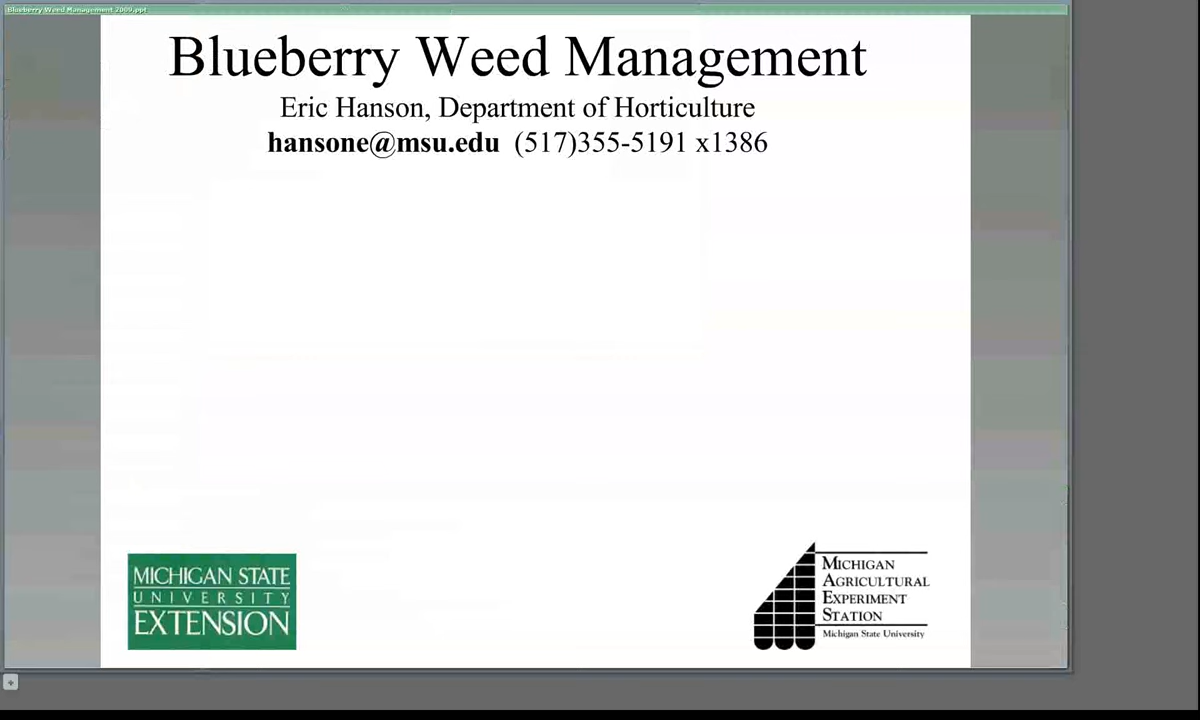 Blueberry Weed Management 2009.ppt
Blueberry Weed Management
Eric Hanson, Department of Horticulture
hansone@msu.edu (517)355-5191 x1386
MICHIGAN STATE
UNIVERSITY
EXTENSION
MICHIGAN
AGRICULTURAL
EXPERIMENT
STATION
Michigan State University